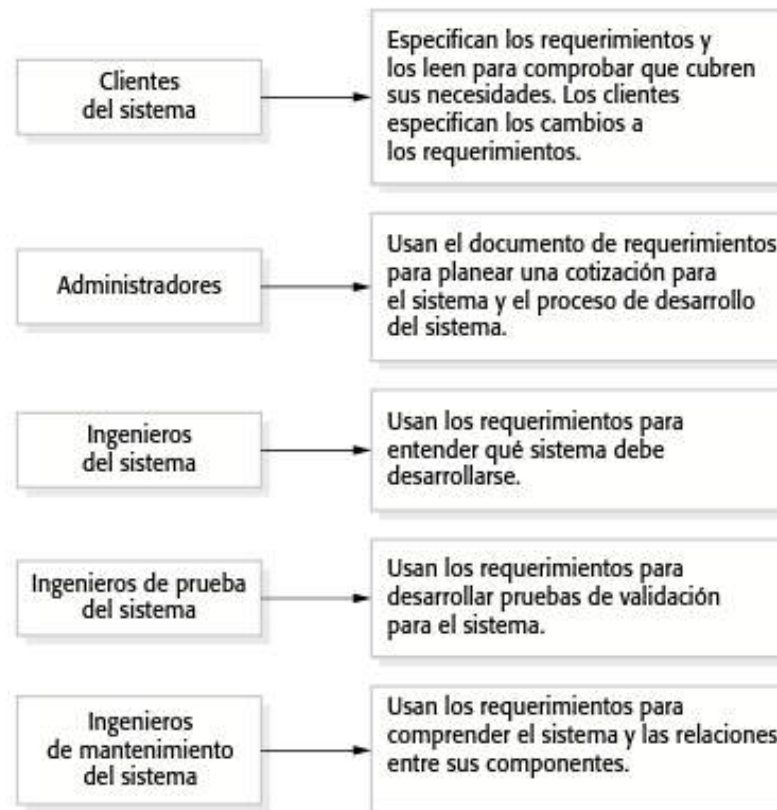 Clientes
del sistema
Especifican los requerimientos y
los leen para comprobar que cubren
sus necesidades. Los clientes
especifican los cambios a
los requerimientos.
Administradores
Usan el documento de requerimientos
para planear una cotización para
el sistema y el proceso de desarrollo
del sistema.
Ingenieros
del sistema
Usan los requerimientos para
entender qué sistema debe
desarrollarse.
Ingenieros de prueba
del sistema
Usan los requerimientos para
desarrollar pruebas de validación
para el sistema.
Ingenieros
de mantenimiento
del sistema
Usan los requerimientos para
comprender el sistema y las relaciones
entre sus componentes.